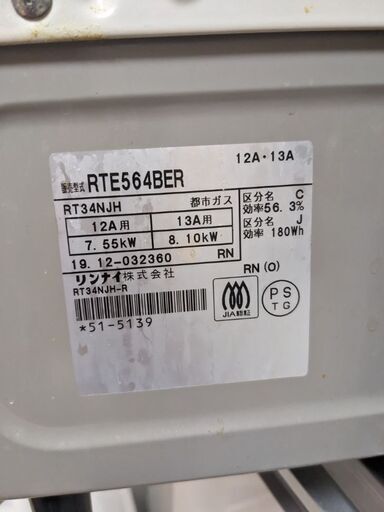 12A・13A
販売型式 RTE564BER
RT34NJH 都市ガス
12A用 13A用
7.55kW 8.10kW
区分名 C
効率56.3%
区分名 J
効率 180Wh
19.12-032360 RN
リンナイ株式会社
RN (O)
RT34NJH-R
*51-5139
JIA認証
PS
TG